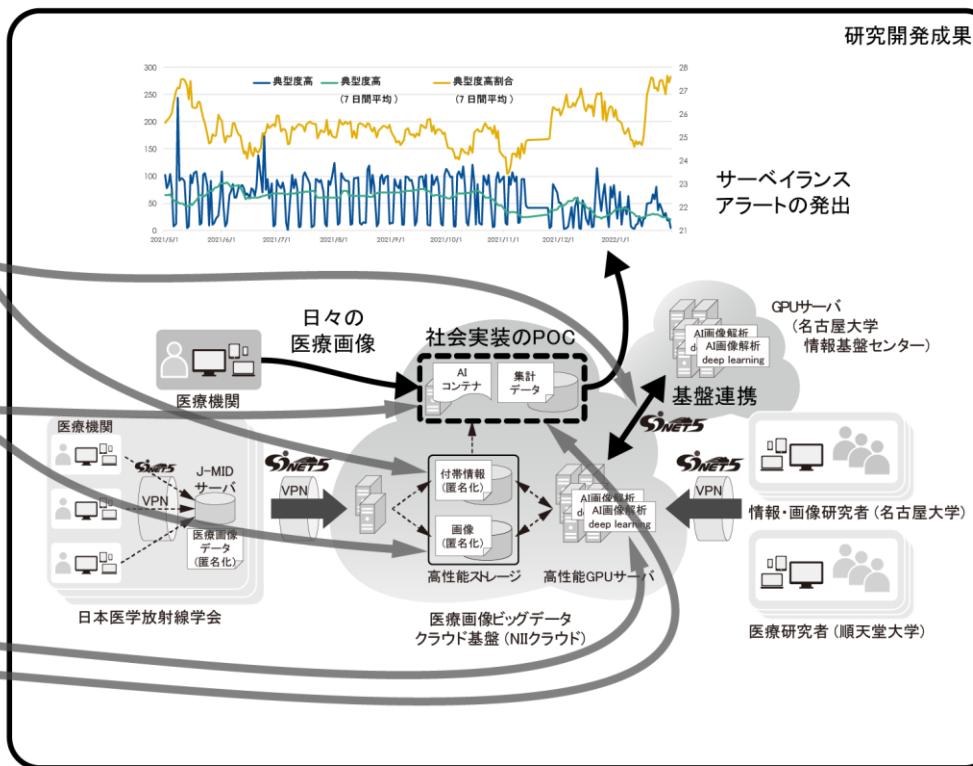 研究開発成果
300
250
200
150
100
50
0
28
27
26
25
24
23
22
21
典型度高
典型度高
(7日間平均)
典型度高割合
(7日間平均)
2021/5/1
2021/6/1
2021/7/1
2021/8/1
2021/9/1
2021/10/1
2021/11/1
2021/12/1
2022/1/1
サーベイランス
アラートの発出
日々の
医療画像
医療機関
社会実装のPOC
AI
コンテナ
集計
データ
GPUサーバ
(名古屋大学
情報基盤センター)
AI画像解析
AI画像解析
deep learning
基盤連携
SINET5
医療機関
SINET5
VPN
J-MID
サーバ
医療画像
データ
(匿名化)
日本医学放射線学会
SINET5
VPN
付帯情報
(匿名化)
画像
(匿名化)
高性能ストレージ
AI画像解析
AI画像解析
deep learning
高性能GPUサーバ
医療画像ビッグデータ
クラウド基盤(NIIクラウド)
SINET5
VPN
情報・画像研究者(名古屋大学)
医療研究者(順天堂大学)